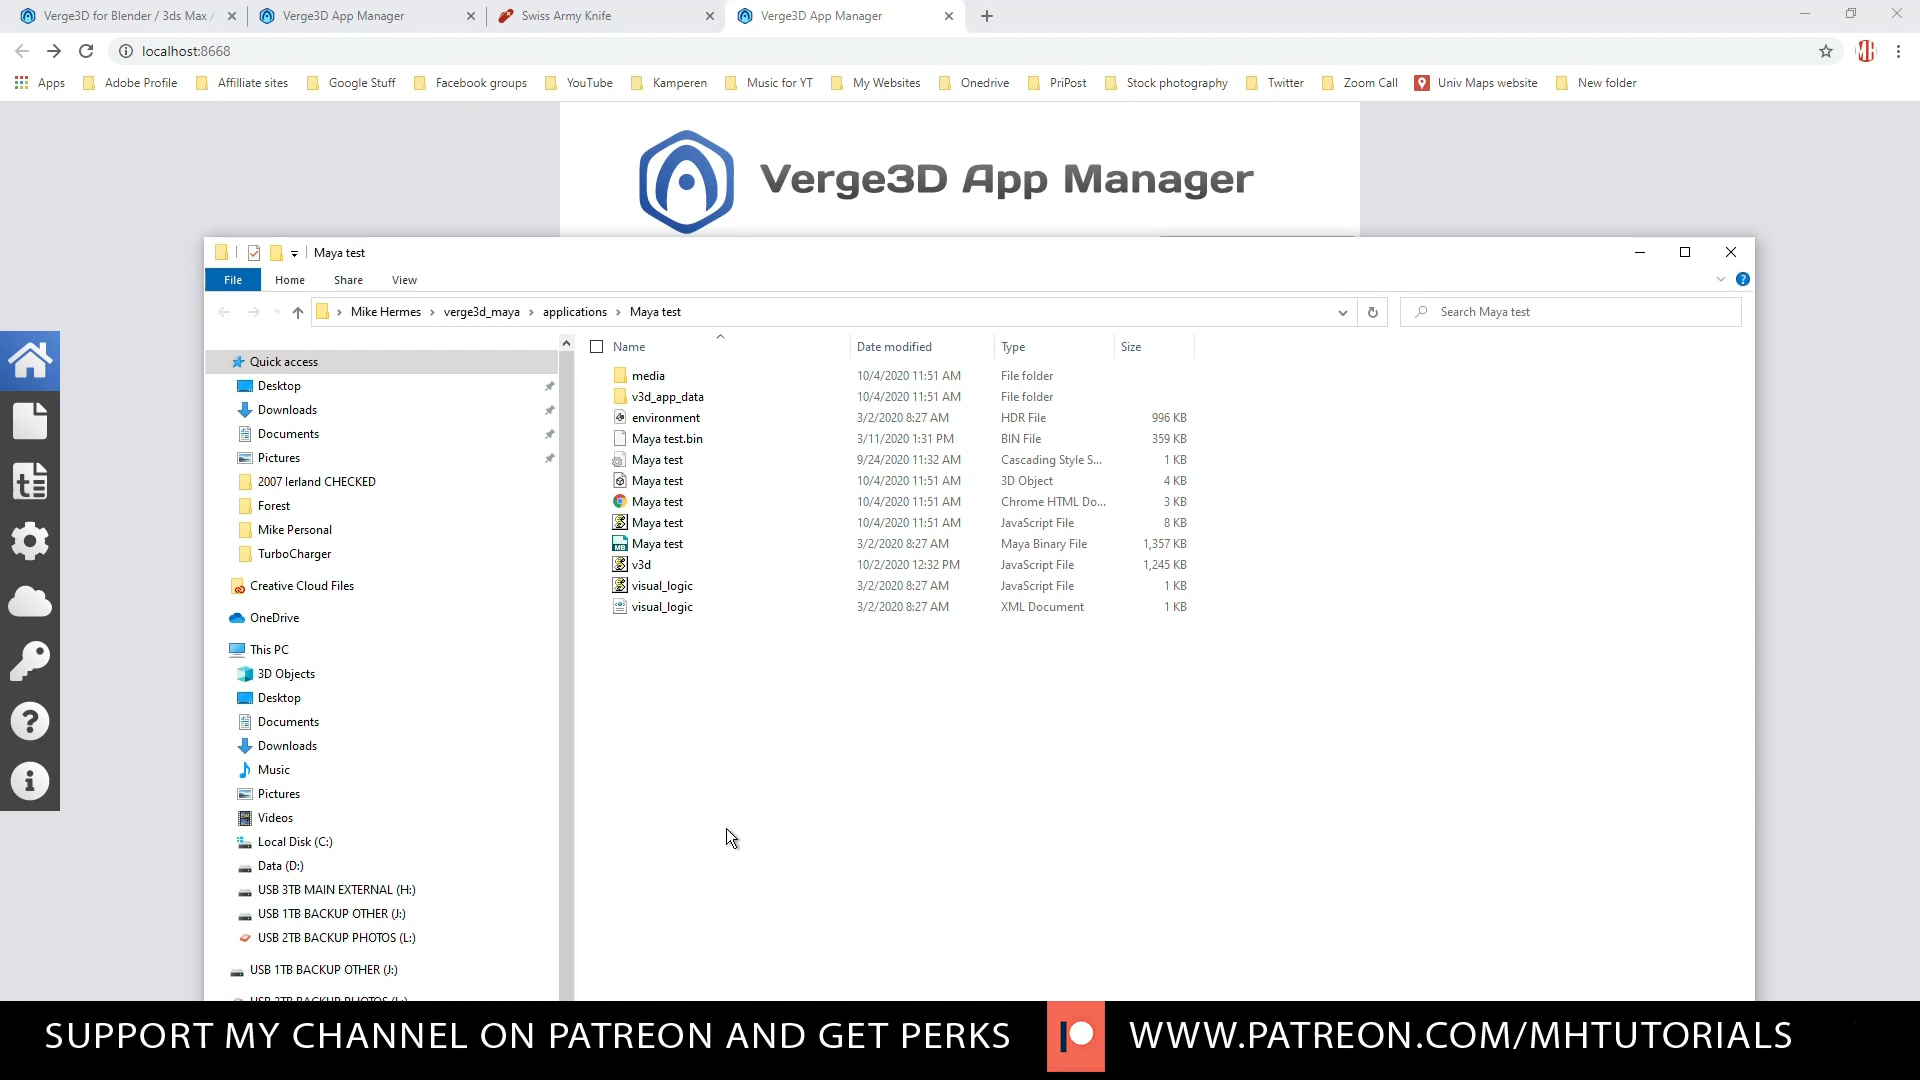 Verge3D for Blender / 3ds Max /
Verge3D App Manager
Swiss Army Knife
Verge3D App Manager
localhost:8668
MH
Apps
Adobe Profile
Affilliate sites
Google Stuff
Facebook groups
YouTube
Kamperen
Music for YT
My Websites
Onedrive
PriPost
Stock photography
Twitter
Zoom Call
Univ Maps website
New folder
Verge3D App Manager
Maya test
File
Home
Share
View
Mike Hermes › verge3d_maya › applications › Maya test
Search Maya test
Name
Date modified
Type
Size
Quick access
Desktop
Downloads
Documents
Pictures
2007 Ierland CHECKED
Forest
Mike Personal
TurboCharger
Creative Cloud Files
OneDrive
This PC
3D Objects
Desktop
Documents
Downloads
Music
Pictures
Videos
Local Disk (C:)
Data (D:)
USB 3TB MAIN EXTERNAL (H:)
USB 1TB BACKUP OTHER (J:)
USB 2TB BACKUP PHOTOS (L:)
USB 1TB BACKUP OTHER (J:)
USB 2TB BACKUP PHOTOS (L:)
media 10/4/2020 11:51 AM File folder
v3d_app_data 10/4/2020 11:51 AM File folder
environment 3/2/2020 8:27 AM HDR File 996 KB
Maya test.bin 3/11/2020 1:31 PM BIN File 359 KB
Maya test 9/24/2020 11:32 AM Cascading Style S... 1 KB
Maya test 10/4/2020 11:51 AM 3D Object 4 KB
Maya test 10/4/2020 11:51 AM Chrome HTML Do... 3 KB
Maya test 10/4/2020 11:51 AM JavaScript File 8 KB
Maya test 3/2/2020 8:27 AM Maya Binary File 1,357 KB
v3d 10/2/2020 12:32 PM JavaScript File 1,245 KB
visual_logic 3/2/2020 8:27 AM JavaScript File 1 KB
visual_logic 3/2/2020 8:27 AM XML Document 1 KB
SUPPORT MY CHANNEL ON PATREON AND GET PERKS
WWW.PATREON.COM/MHTUTORIALS